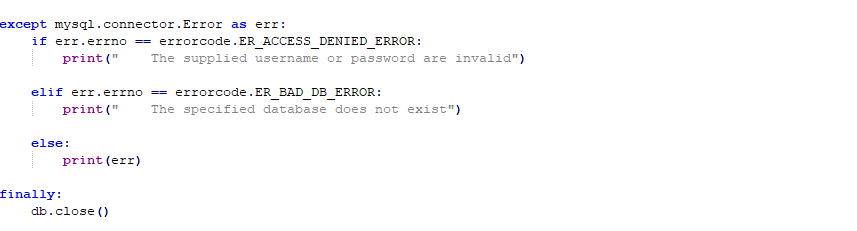 except mysql.connector.Error as err:
    if err.errno == errorcode.ER_ACCESS_DENIED_ERROR:
        print("    The supplied username or password are invalid")
    elif err.errno == errorcode.ER_BAD_DB_ERROR:
        print("    The specified database does not exist")
    else:
        print(err)
finally:
    db.close()